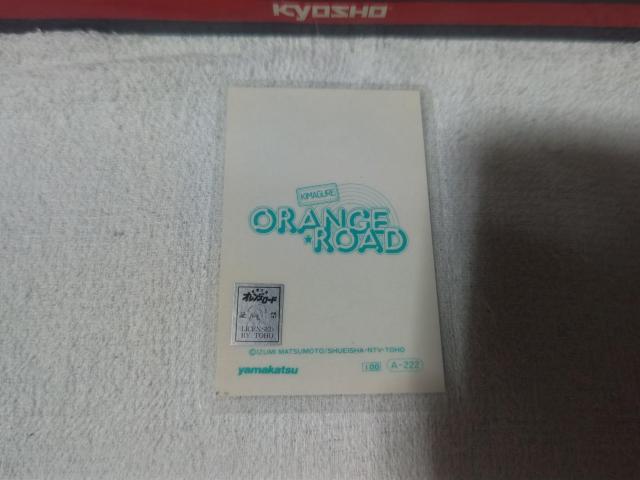 KYOSHO
KIMAGURE
ORANGE
★ROAD
オレンジロード
LICENSED
BY TOHO
©IZUMI MATSUMOTO/SHUEISHA・NTV・TOHO
yamakatsu
100 A-222